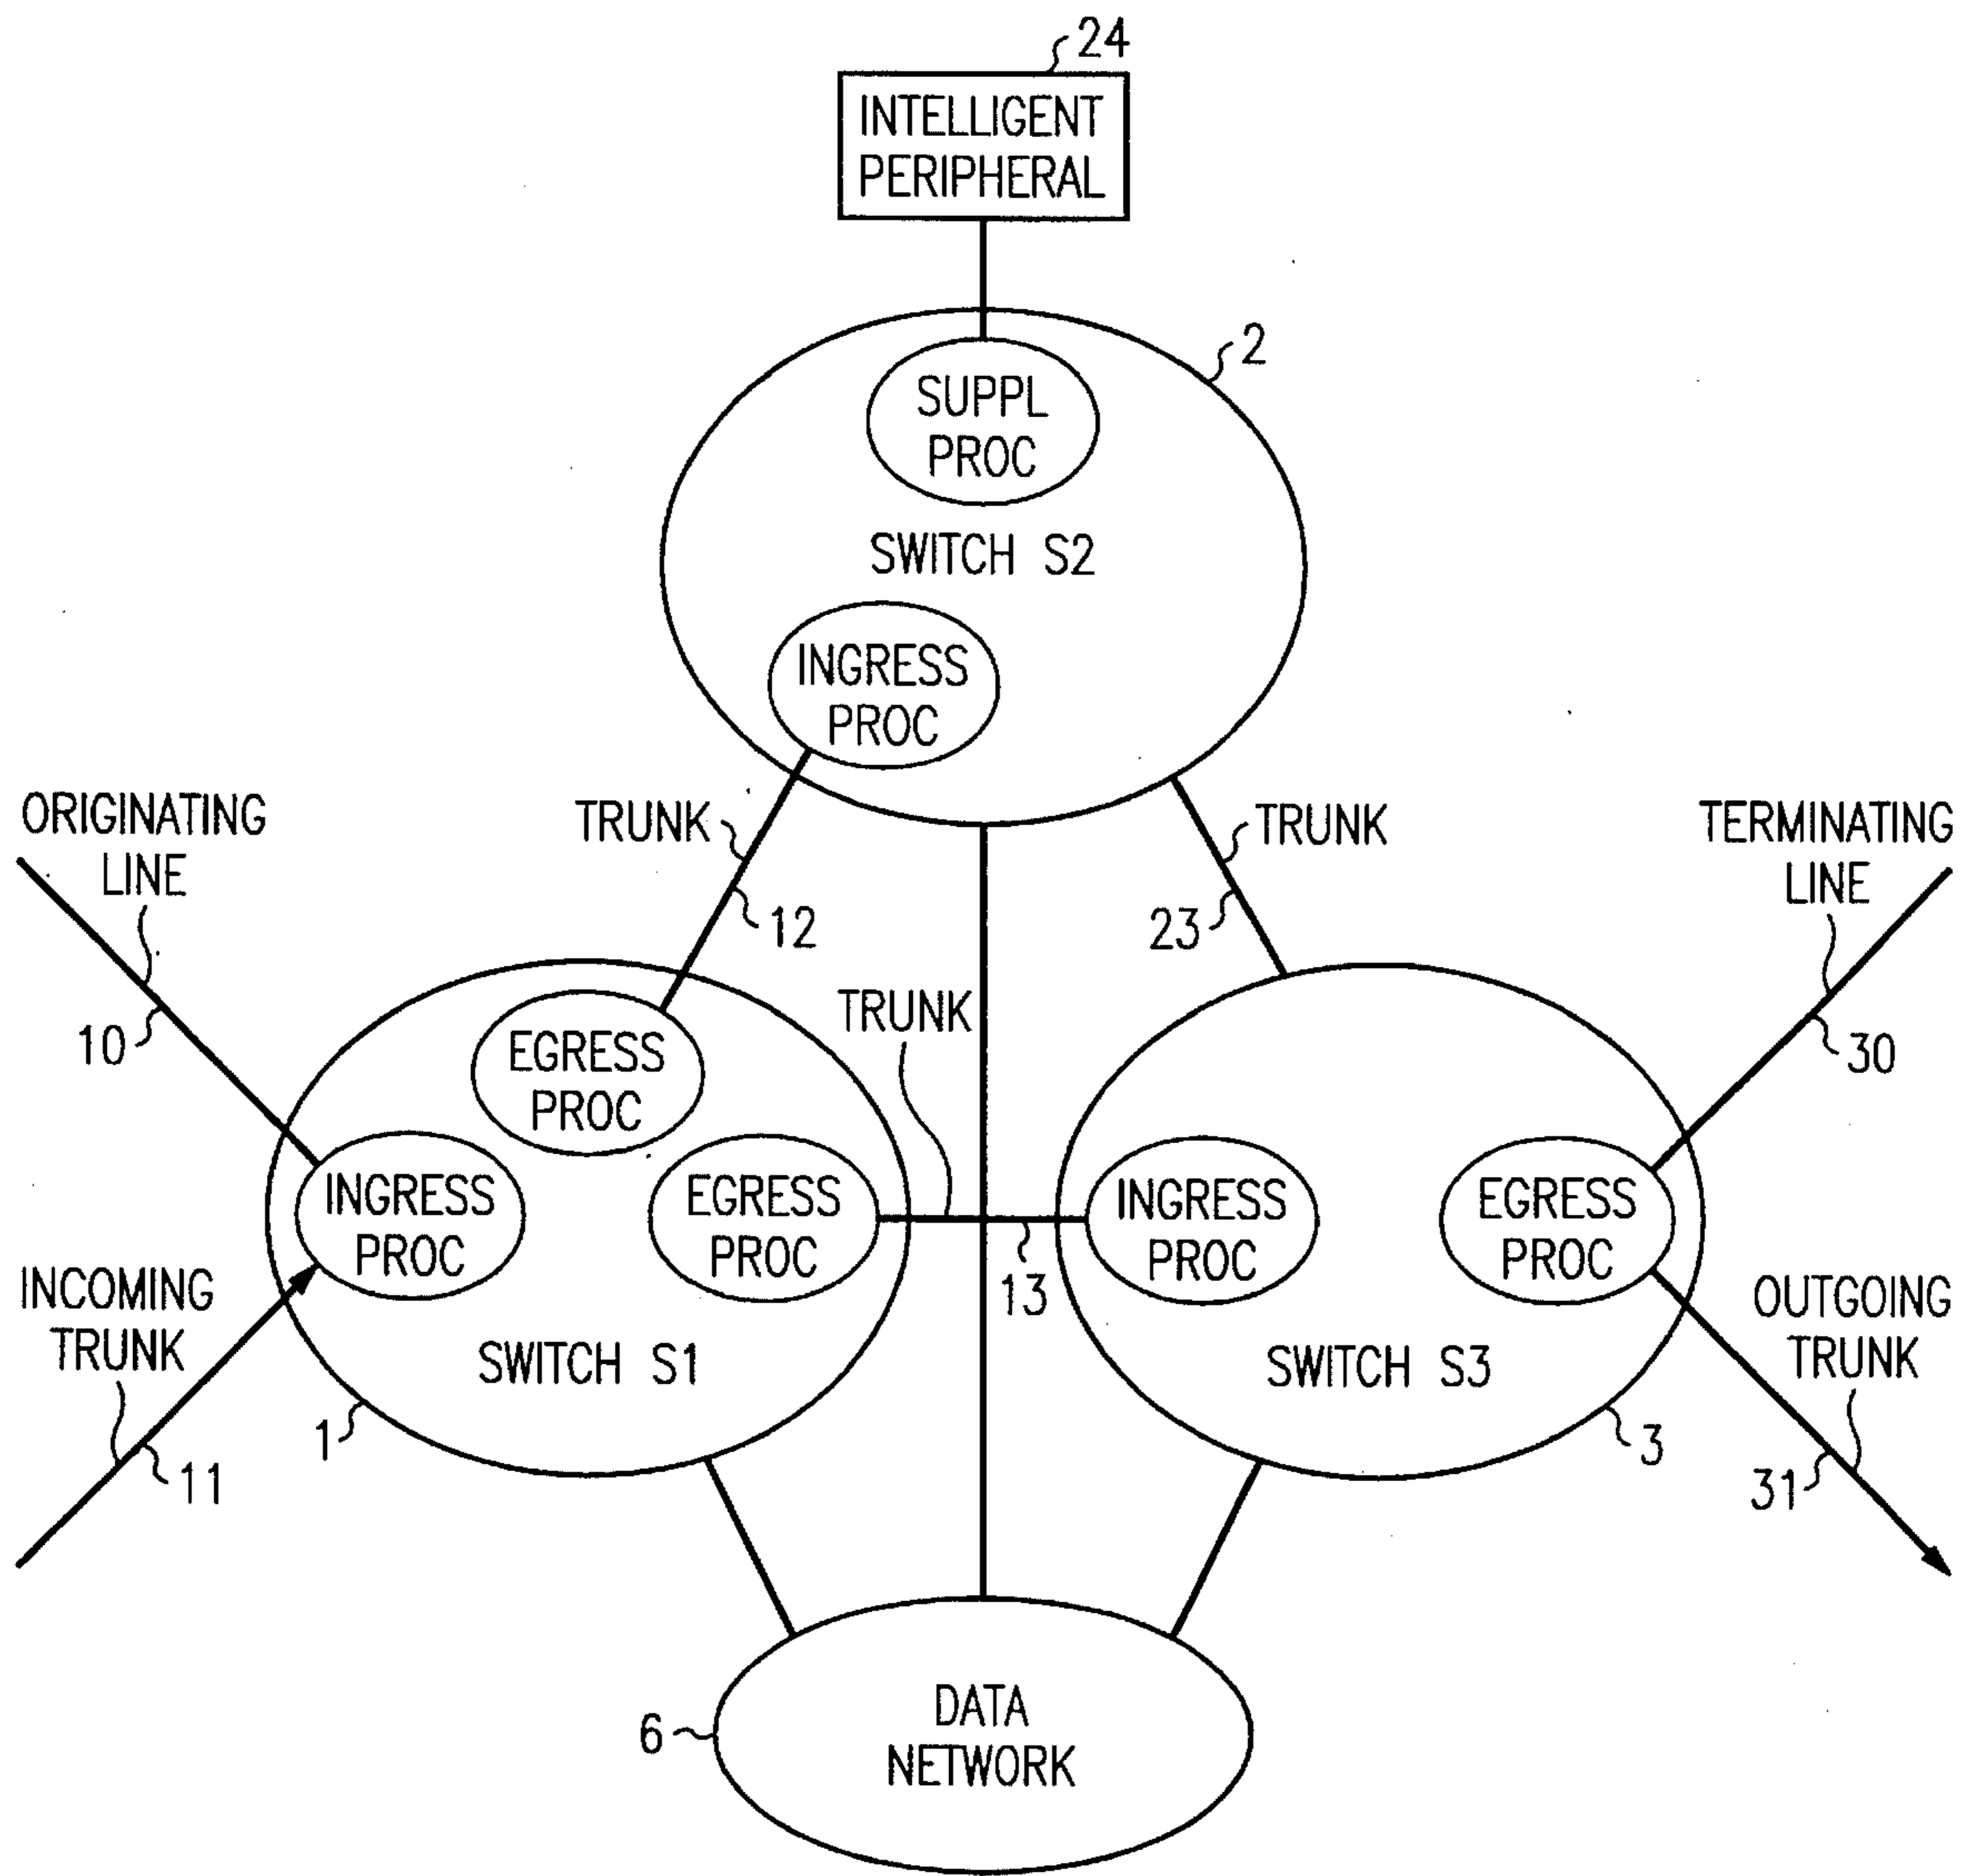 24
INTELLIGENT
PERIPHERAL
2
SUPPL
PROC
SWITCH S2
INGRESS
PROC
ORIGINATING
LINE
TRUNK
TRUNK
TERMINATING
LINE
12
23
10
TRUNK
30
EGRESS
PROC
INGRESS
PROC
EGRESS
PROC
INGRESS
PROC
EGRESS
PROC
INCOMING
TRUNK
13
OUTGOING
TRUNK
SWITCH S1
SWITCH S3
1
3
11
31
6
DATA
NETWORK